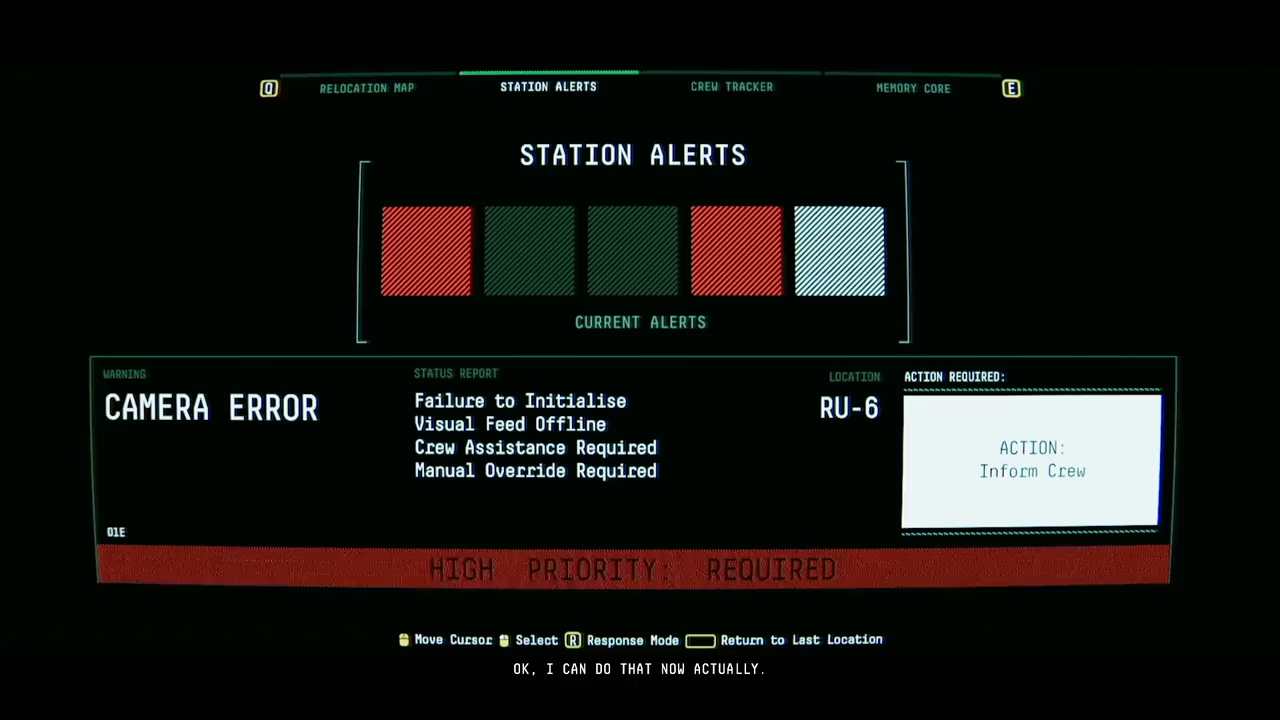 Q RELOCATION MAP STATION ALERTS CREW TRACKER MEMORY CORE E
STATION ALERTS
CURRENT ALERTS
WARNING
CAMERA ERROR
01E
STATUS REPORT
Failure to Initialise
Visual Feed Offline
Crew Assistance Required
Manual Override Required
LOCATION
RU-6
ACTION REQUIRED:
ACTION:
Inform Crew
HIGH PRIORITY: REQUIRED
Move Cursor Select R Response Mode Return to Last Location
OK, I CAN DO THAT NOW ACTUALLY.